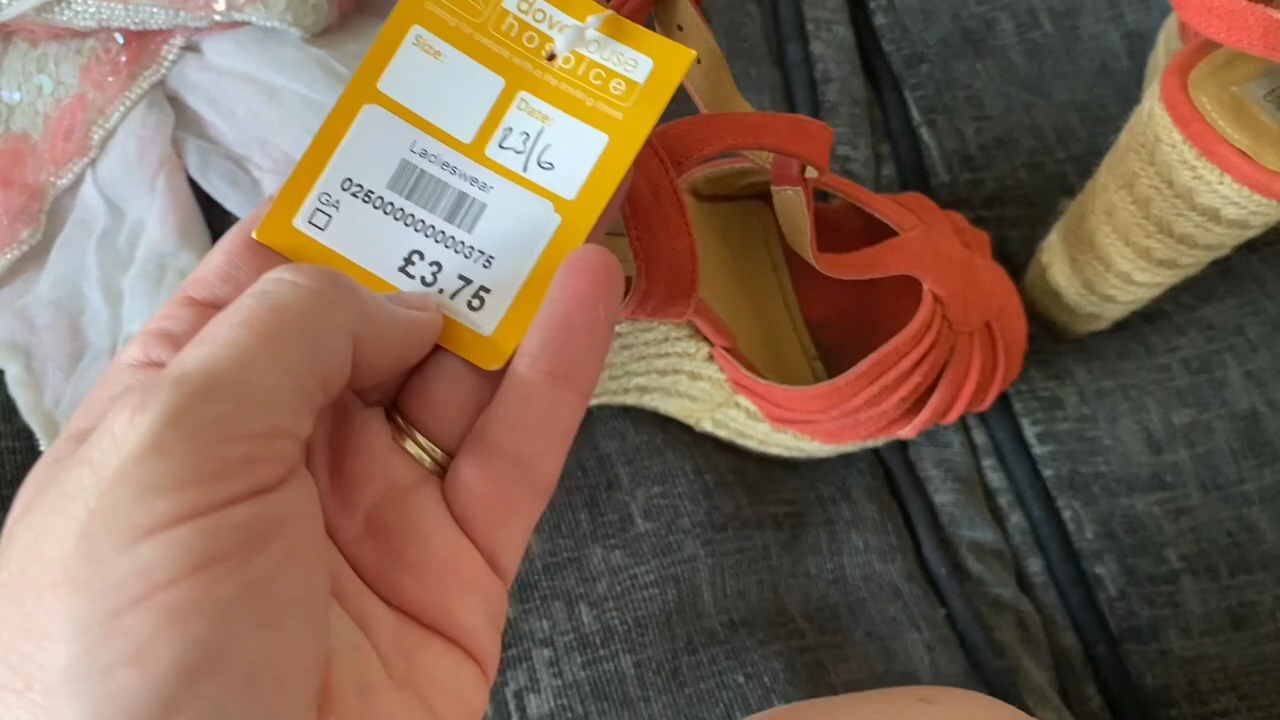 hospice
Size:
Date:
23/6
Ladieswear
025000000000375
GA
£3.75